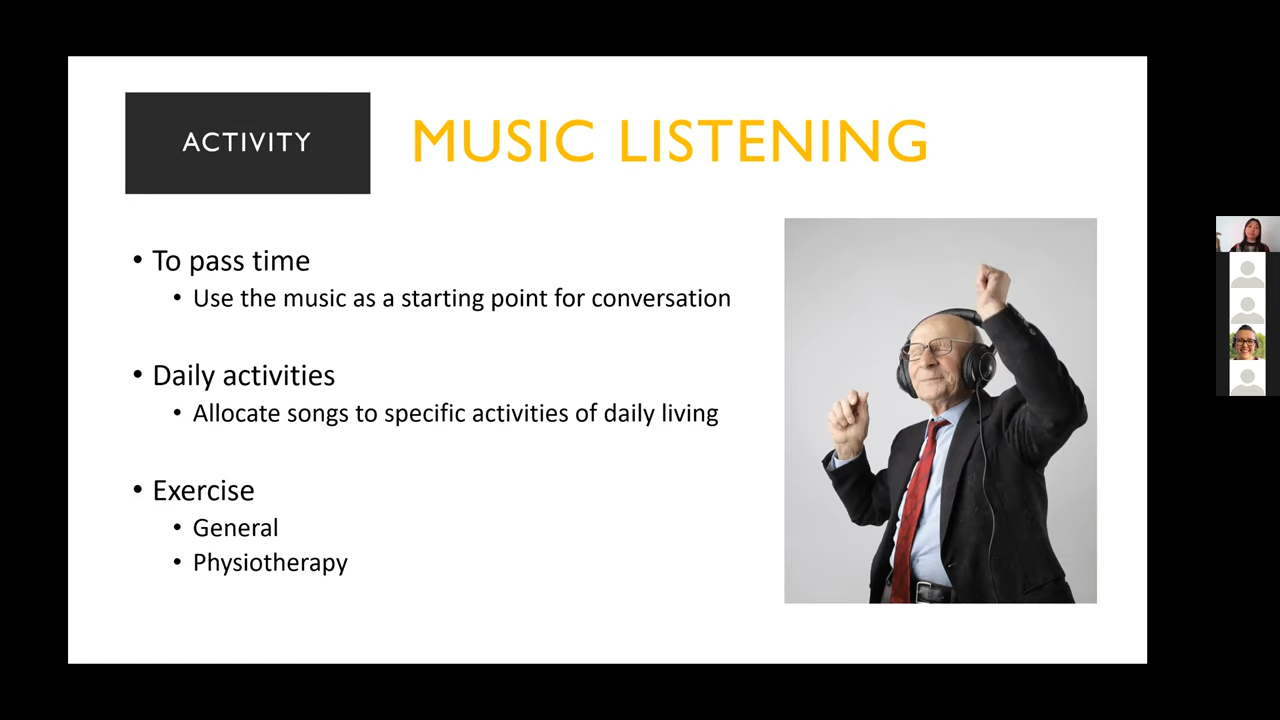 ACTIVITY
MUSIC LISTENING
• To pass time
• Use the music as a starting point for conversation
• Daily activities
• Allocate songs to specific activities of daily living
• Exercise
• General
• Physiotherapy